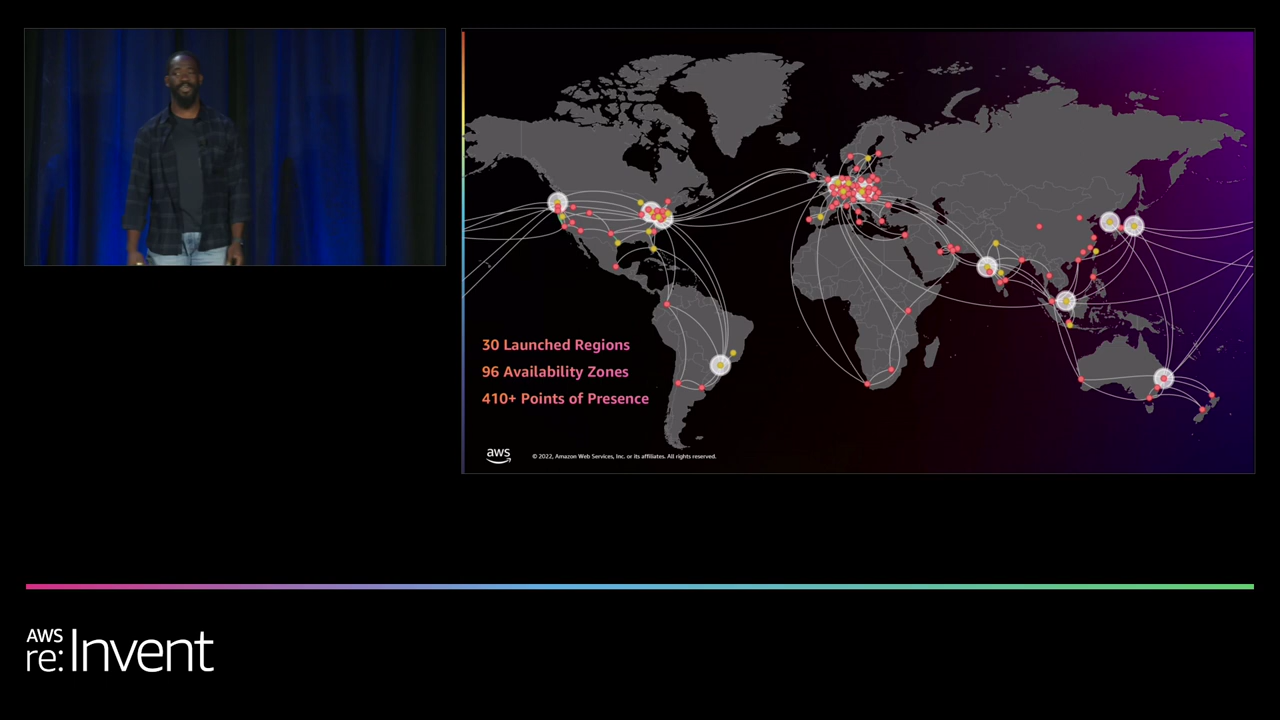 30 Launched Regions
96 Availability Zones
410+ Points of Presence
aws
© 2022, Amazon Web Services, Inc. or its affiliates. All rights reserved.
AWS
re:Invent